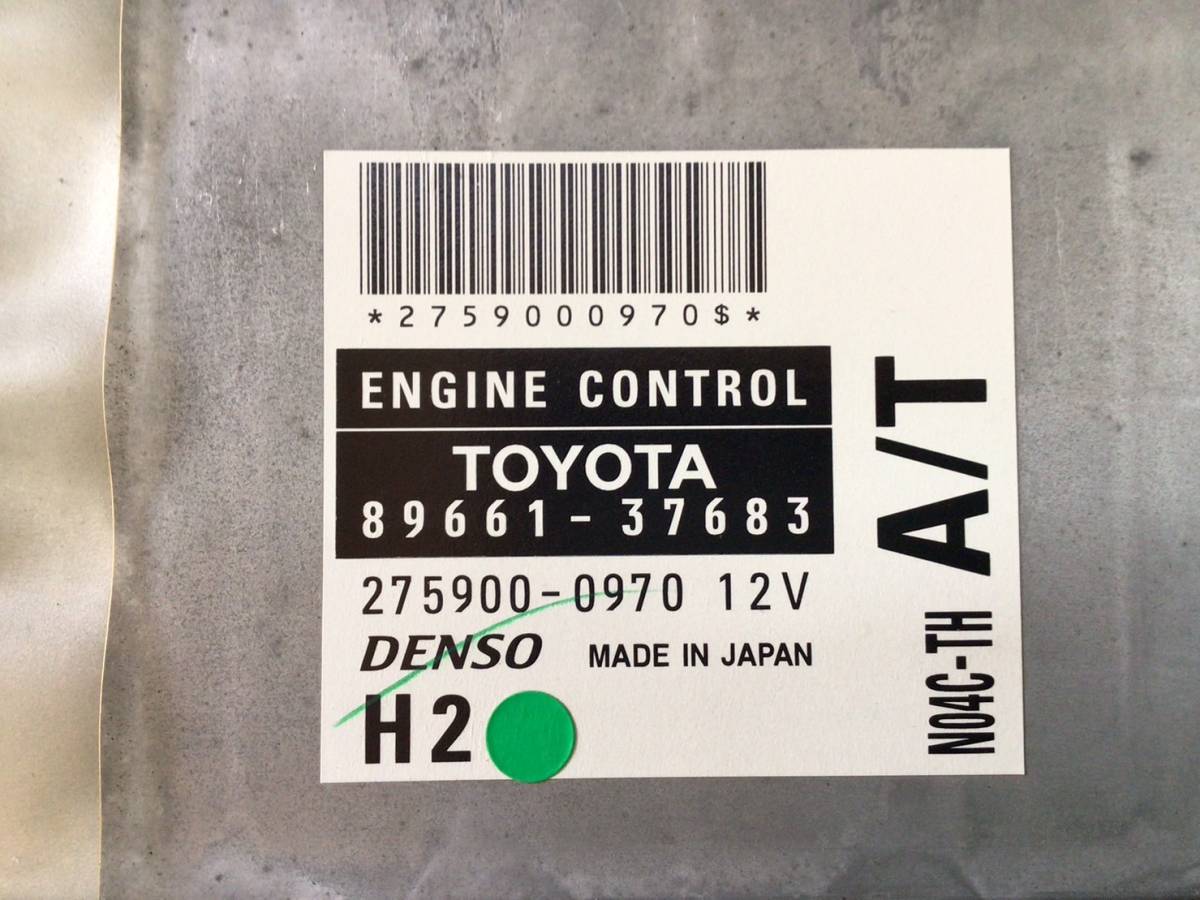 *2759000970$*
ENGINE CONTROL
TOYOTA
89661-37683
275900-0970 12V
DENSO MADE IN JAPAN
H2
A/T
N04C-TH